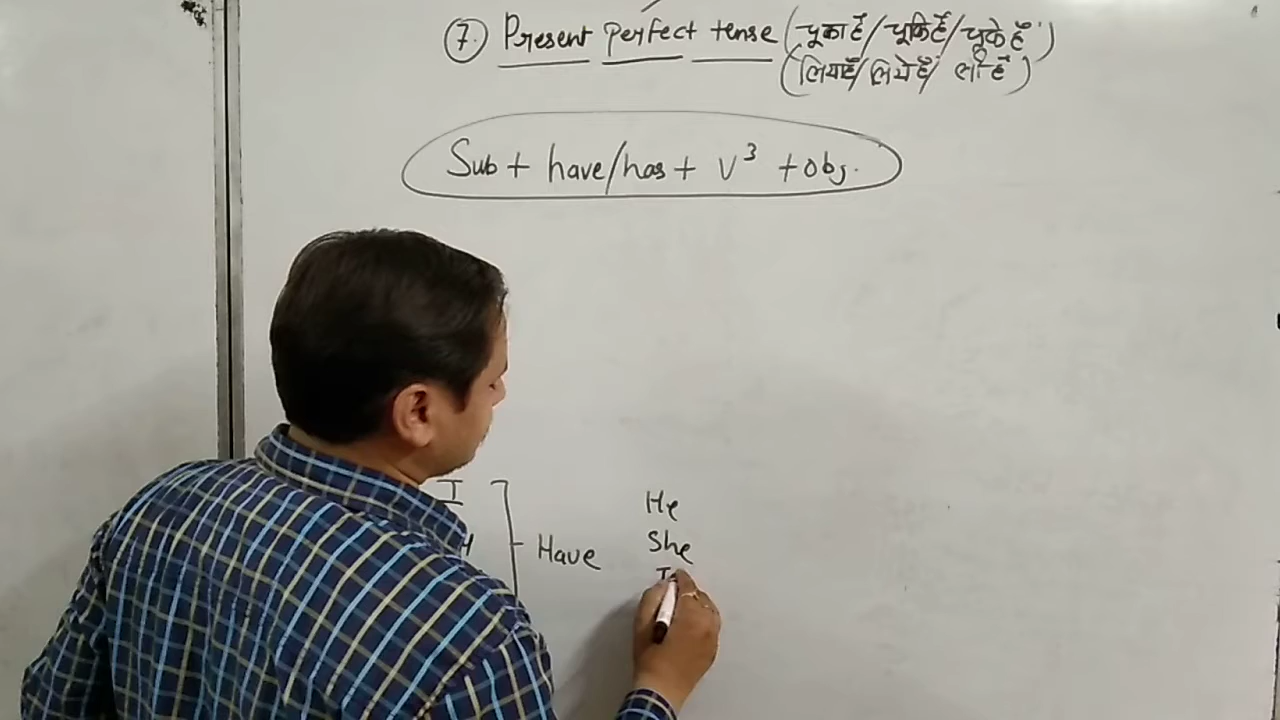 7. Present perfect tense (चूका हैं/चूकि हैं/चूके हैं)
(लिया हैं/लिये हैं/ ली हैं)
Sub + have/has + V³ + obj.
I
Have
He
She